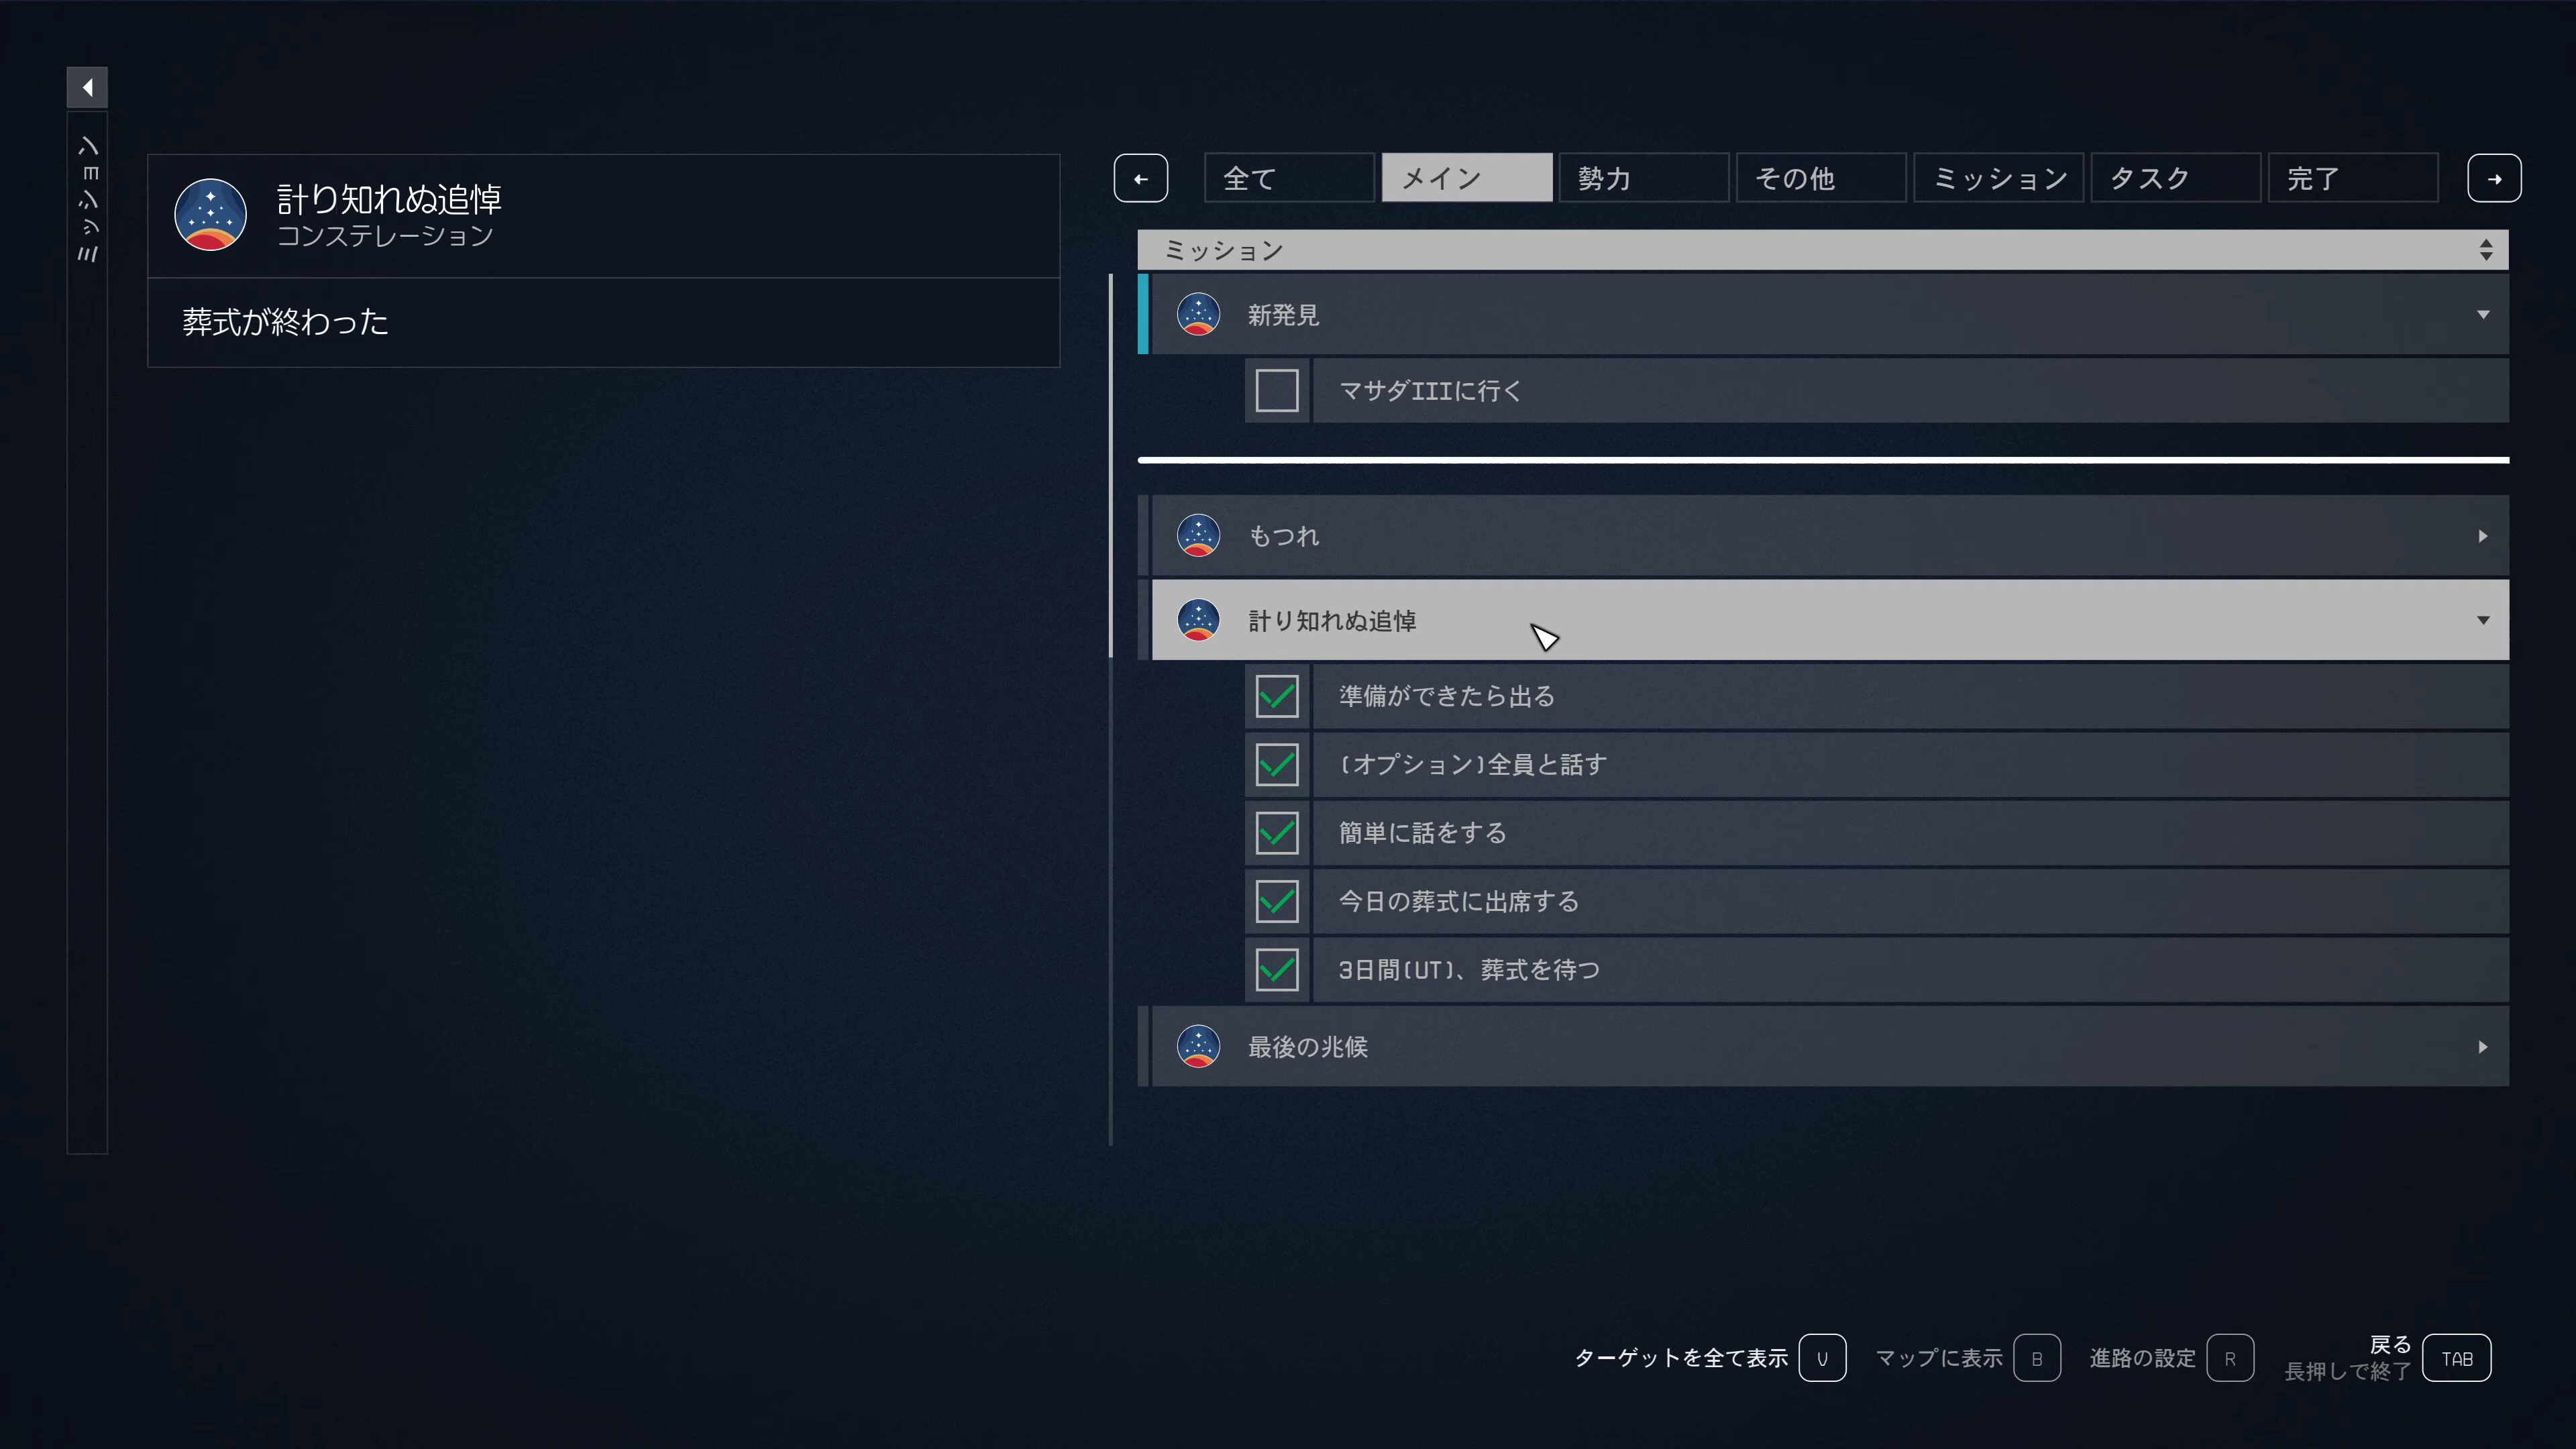 ミッション
計り知れぬ追悼
コンステレーション
葬式が終わった
全て
メイン
勢力
その他
ミッション
タスク
完了
ミッション
新発見
マサダIIIに行く
もつれ
計り知れぬ追悼
準備ができたら出る
(オプション)全員と話す
簡単に話をする
今日の葬式に出席する
3日間(UT)、葬式を待つ
最後の兆候
ターゲットを全て表示 V
マップに表示 B
進路の設定 R
戻る
長押しで終了 TAB